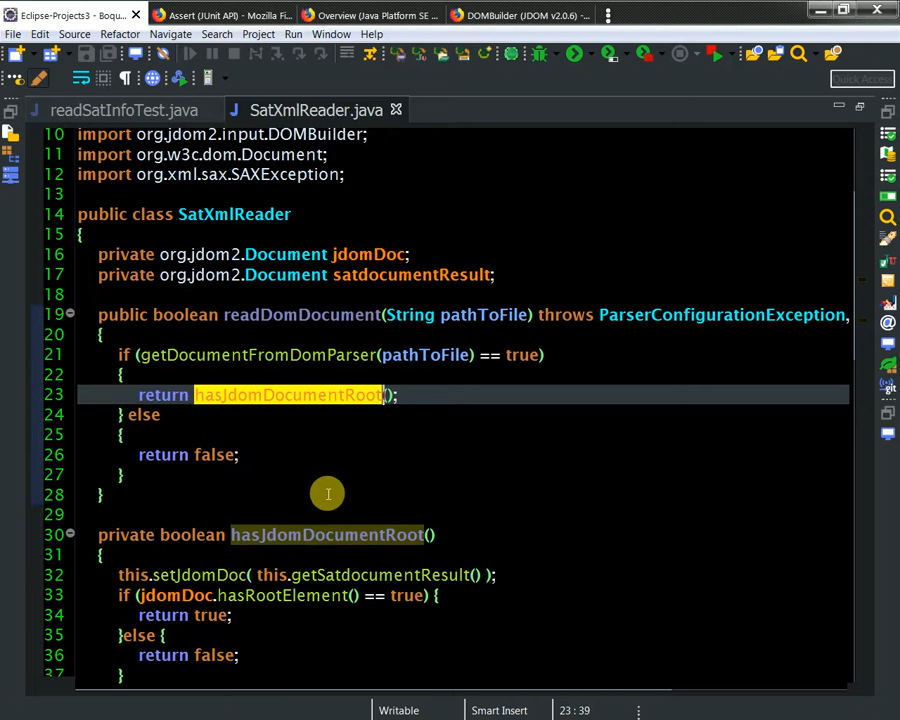 Eclipse-Projects3 - Boqu... Assert (JUnit API) - Mozilla Fi... Overview (Java Platform SE ... DOMBuilder (JDOM v2.0.6) - ...
File Edit Source Refactor Navigate Search Project Run Window Help
Quick Access
readSatInfoTest.java SatXmlReader.java
10 import org.jdom2.input.DOMBuilder;
11 import org.w3c.dom.Document;
12 import org.xml.sax.SAXException;
13
14 public class SatXmlReader
15 {
16 private org.jdom2.Document jdomDoc;
17 private org.jdom2.Document satdocumentResult;
18
19 public boolean readDomDocument(String pathToFile) throws ParserConfigurationException,
20 {
21 if (getDocumentFromDomParser(pathToFile) == true)
22 {
23 return hasJdomDocumentRoot();
24 } else
25 {
26 return false;
27 }
28 }
29
30 private boolean hasJdomDocumentRoot()
31 {
32 this.setJdomDoc( this.getSatdocumentResult() );
33 if (jdomDoc.hasRootElement() == true) {
34 return true;
35 }else {
36 return false;
37 }
Writable Smart Insert 23 : 39